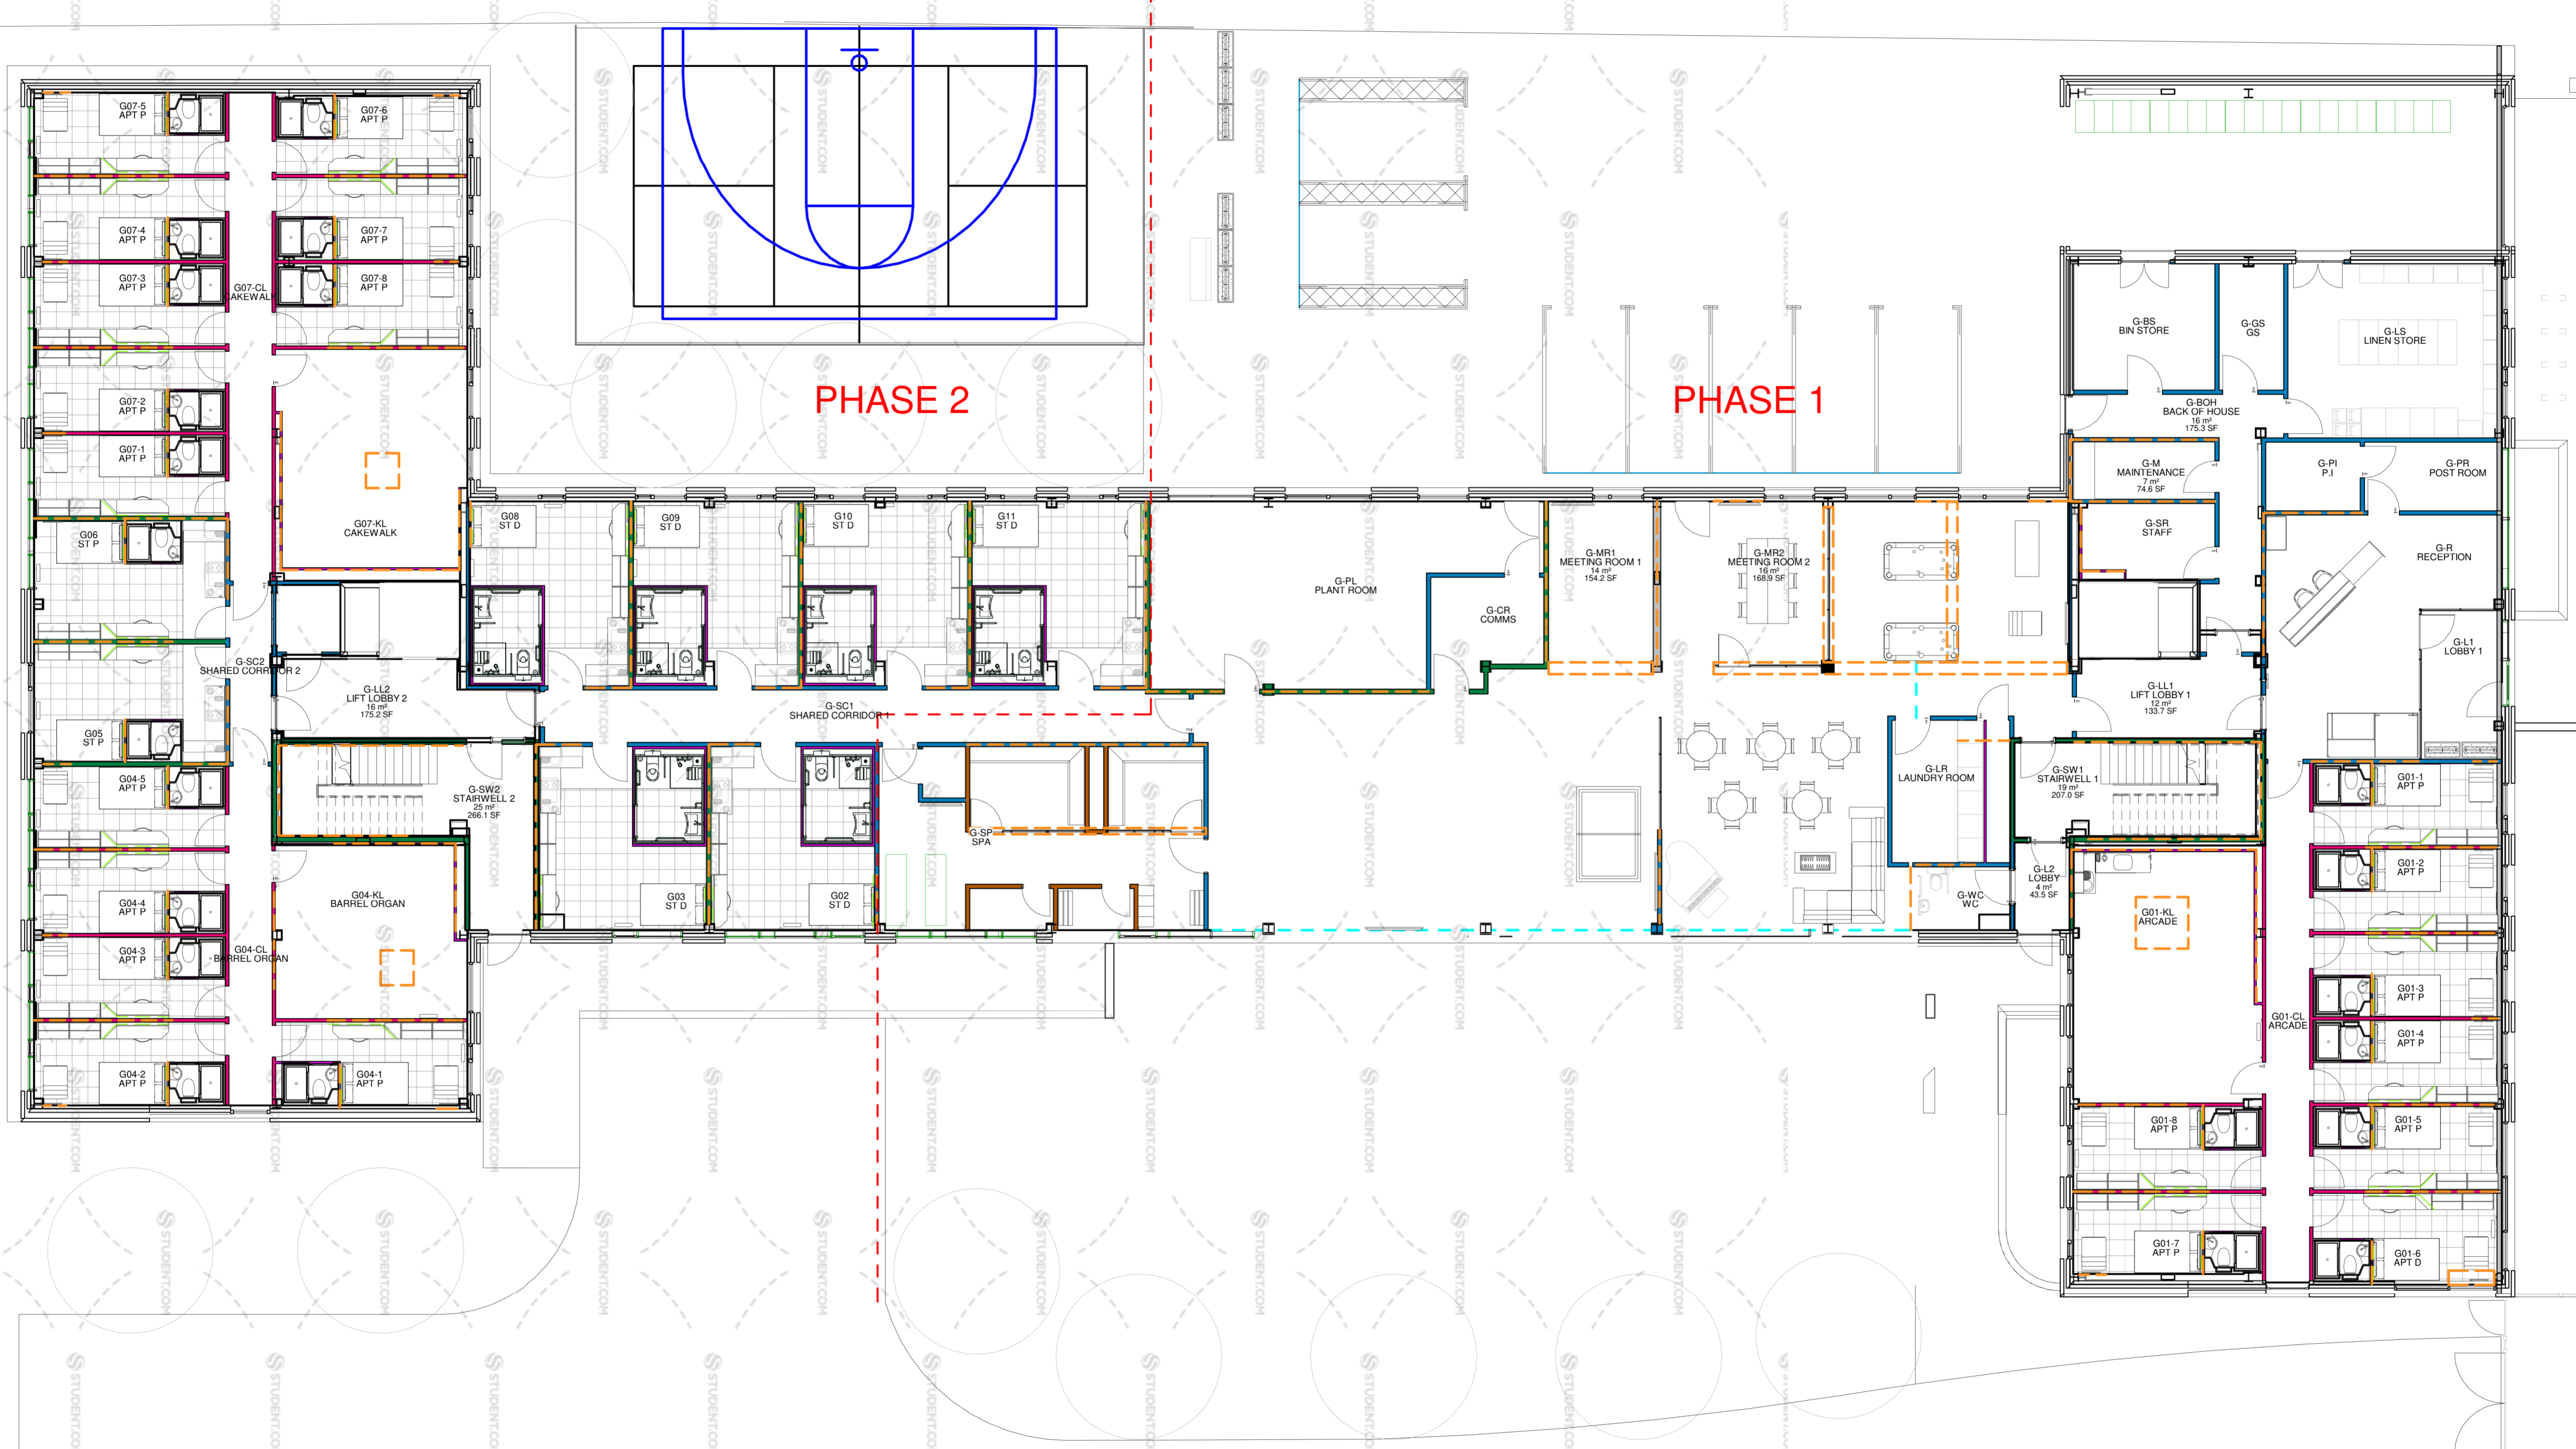 G07-5
APT P
G07-6
APT P
G07-4
APT P
G07-7
APT P
G07-3
APT P
G07-8
APT P
G07-CL
CAKEWALK
G07-2
APT P
G07-1
APT P
G07-KL
CAKEWALK
G06
ST P
G-SC2
SHARED CORRIDOR 2
G05
ST P
G-LL2
LIFT LOBBY 2
16 m²
175.2 SF
G04-5
APT P
G-SW2
STAIRWELL 2
25 m²
266.1 SF
G04-4
APT P
G04-KL
BARREL ORGAN
G04-3
APT P
G04-CL
BARREL ORGAN
G04-2
APT P
G04-1
APT P
PHASE 2
PHASE 1
G08
ST D
G09
ST D
G10
ST D
G11
ST D
G-SC1
SHARED CORRIDOR 1
G03
ST D
G02
ST D
G-SP
SPA
G-PL
PLANT ROOM
G-CR
COMMS
G-MR1
MEETING ROOM 1
14 m²
154.2 SF
G-MR2
MEETING ROOM 2
16 m²
168.9 SF
G-LR
LAUNDRY ROOM
G-WC
WC
G-L2
LOBBY
4 m²
43.5 SF
G-BS
BIN STORE
G-GS
GS
G-LS
LINEN STORE
G-BOH
BACK OF HOUSE
16 m²
175.3 SF
G-M
MAINTENANCE
7 m²
74.6 SF
G-PI
P.I
G-PR
POST ROOM
G-SR
STAFF
G-R
RECEPTION
G-L1
LOBBY 1
G-LL1
LIFT LOBBY 1
12 m²
133.7 SF
G-SW1
STAIRWELL 1
19 m²
207.0 SF
G01-1
APT P
G01-2
APT P
G01-KL
ARCADE
G01-3
APT P
G01-CL
ARCADE
G01-4
APT P
G01-8
APT P
G01-5
APT P
G01-7
APT P
G01-6
APT D
STUDENT.COM